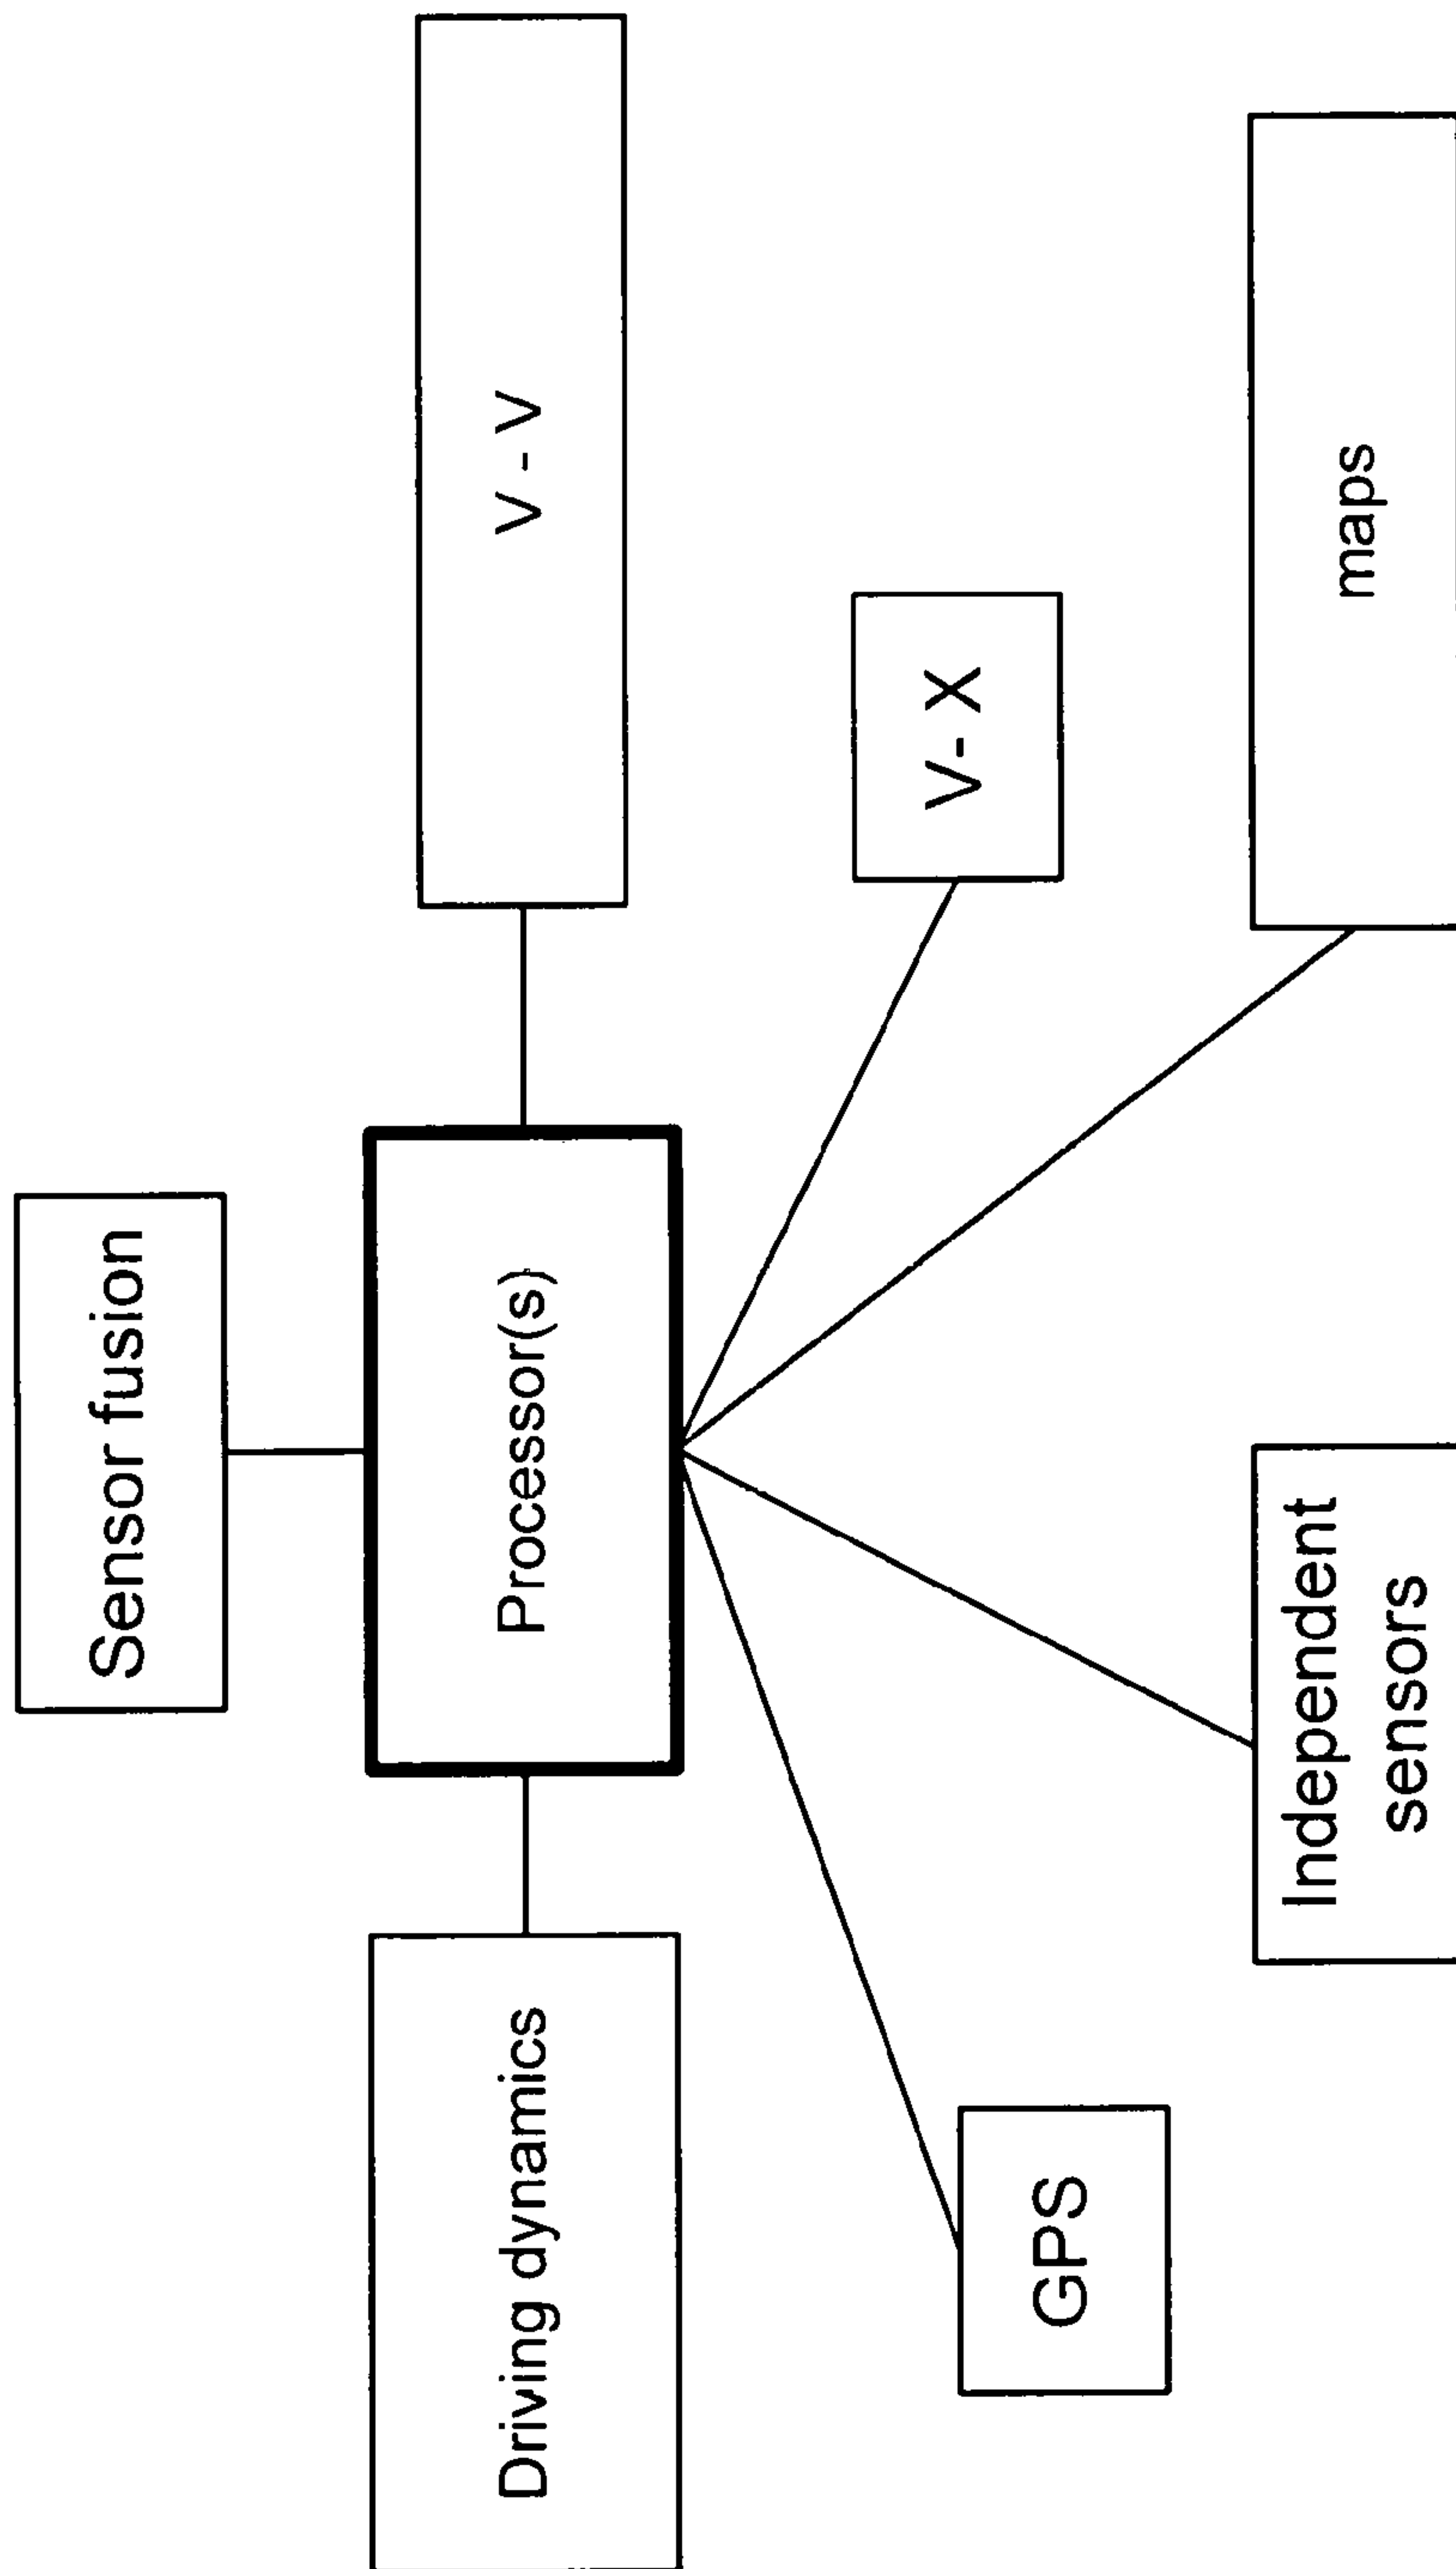 Sensor fusion
Driving dynamics
Processor(s)
V - V
GPS
V- X
Independent
sensors
maps